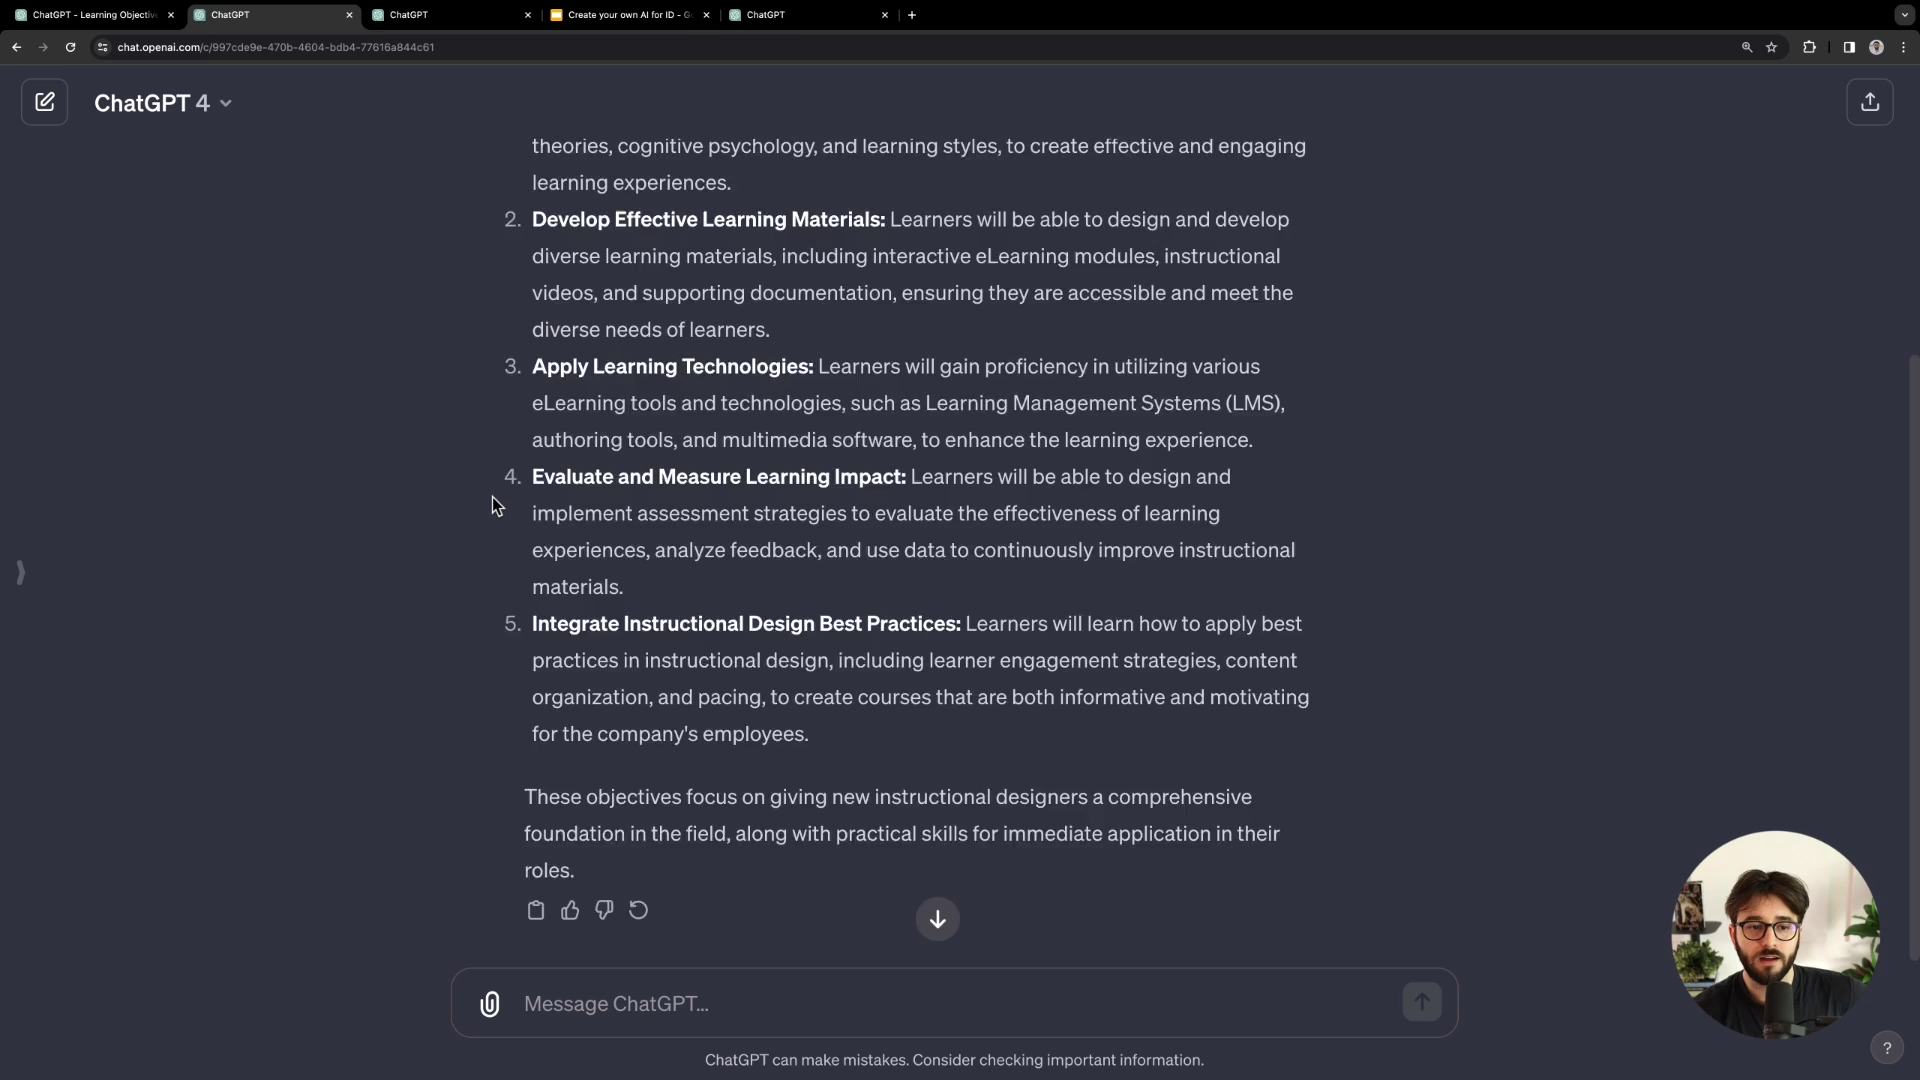 ChatGPT - Learning Objectiv
ChatGPT
ChatGPT
Create your own AI for ID - G
ChatGPT
chat.openai.com/c/997cde9e-470b-4604-bdb4-77616a844c61
ChatGPT 4
theories, cognitive psychology, and learning styles, to create effective and engaging
learning experiences.
2. Develop Effective Learning Materials: Learners will be able to design and develop
diverse learning materials, including interactive eLearning modules, instructional
videos, and supporting documentation, ensuring they are accessible and meet the
diverse needs of learners.
3. Apply Learning Technologies: Learners will gain proficiency in utilizing various
eLearning tools and technologies, such as Learning Management Systems (LMS),
authoring tools, and multimedia software, to enhance the learning experience.
4. Evaluate and Measure Learning Impact: Learners will be able to design and
implement assessment strategies to evaluate the effectiveness of learning
experiences, analyze feedback, and use data to continuously improve instructional
materials.
5. Integrate Instructional Design Best Practices: Learners will learn how to apply best
practices in instructional design, including learner engagement strategies, content
organization, and pacing, to create courses that are both informative and motivating
for the company's employees.
These objectives focus on giving new instructional designers a comprehensive
foundation in the field, along with practical skills for immediate application in their
roles.
Message ChatGPT...
ChatGPT can make mistakes. Consider checking important information.
?